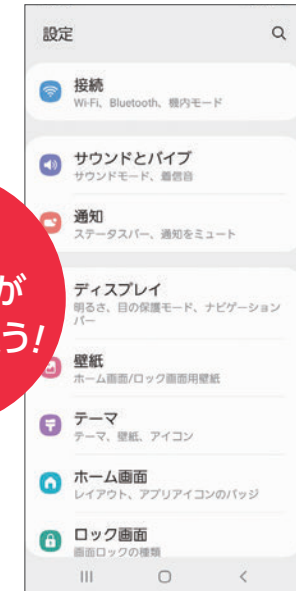 設定
接続
Wi-Fi、Bluetooth、機内モード
サウンドとバイブ
サウンドモード、着信音
通知
ステータスバー、通知をミュート
が
う!
ディスプレイ
明るさ、目の保護モード、ナビゲーション
バー
壁紙
ホーム画面/ロック画面用壁紙
テーマ
テーマ、壁紙、アイコン
ホーム画面
レイアウト、アプリアイコンのバッジ
ロック画面
画面ロックの種類